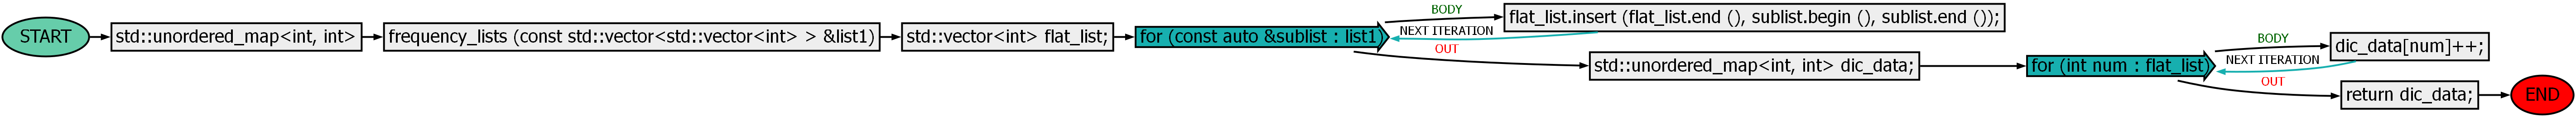 START
std::unordered_map<int, int>
frequency_lists (const std::vector<std::vector<int> > &list1)
std::vector<int> flat_list;
for (const auto &sublist : list1)
BODY
flat_list.insert (flat_list.end (), sublist.begin (), sublist.end ());
NEXT ITERATION
OUT
std::unordered_map<int, int> dic_data;
for (int num : flat_list)
BODY
dic_data[num]++;
NEXT ITERATION
OUT
return dic_data;
END